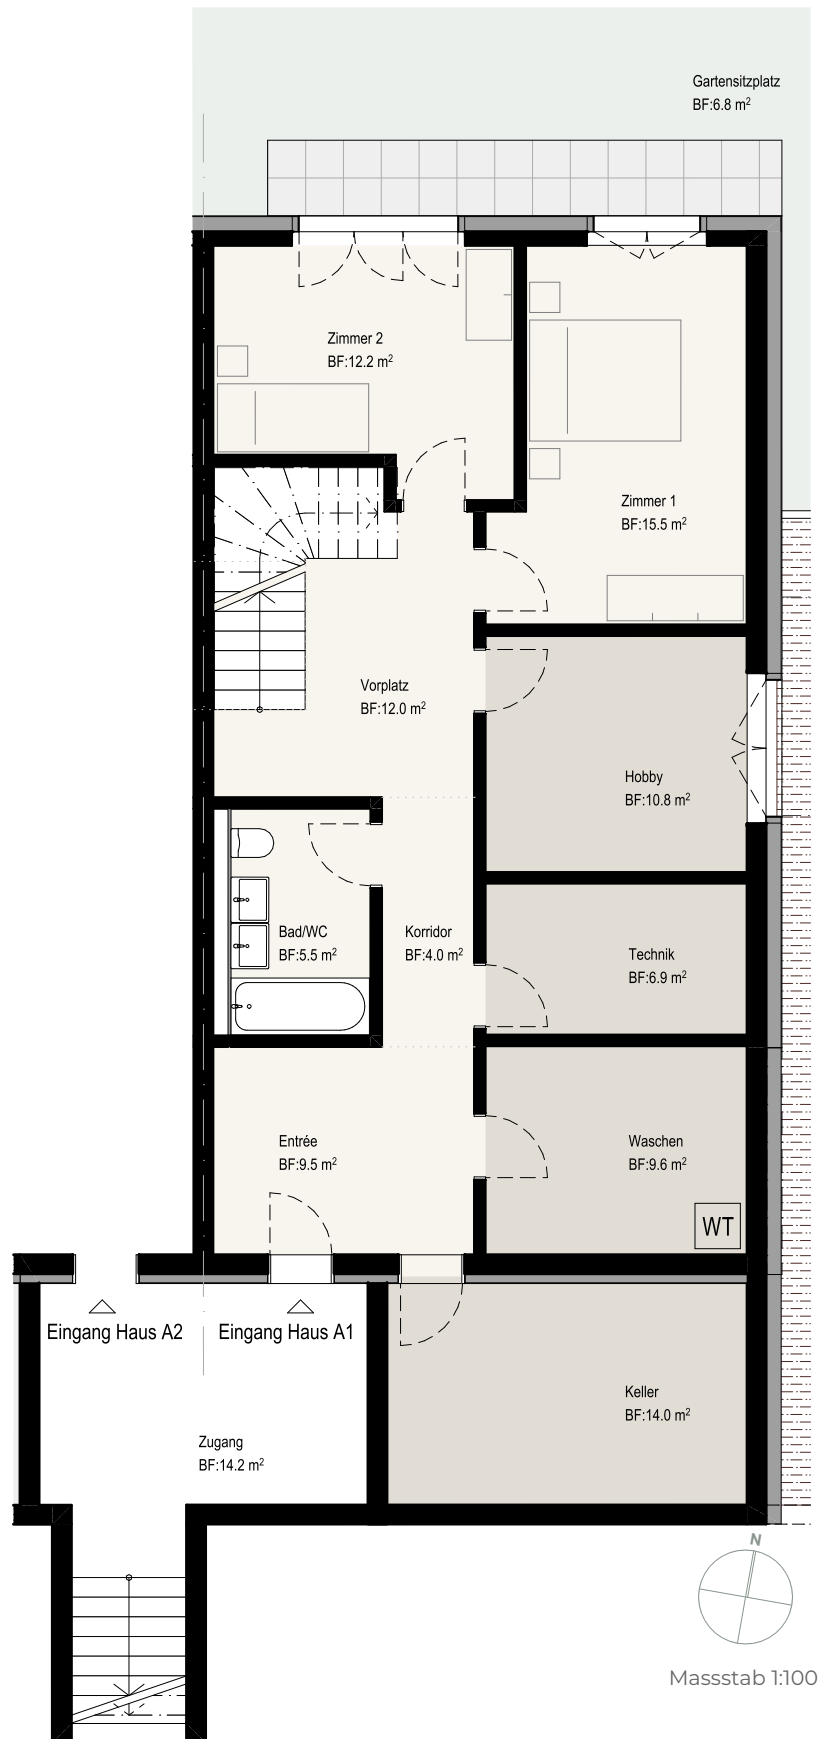 Gartensitzplatz
BF:6.8 m²
Zimmer 2
BF:12.2 m²
Zimmer 1
BF:15.5 m²
Vorplatz
BF:12.0 m²
Hobby
BF:10.8 m²
Bad/WC
BF:5.5 m²
Korridor
BF:4.0 m²
Technik
BF:6.9 m²
Entrée
BF:9.5 m²
Waschen
BF:9.6 m²
WT
Eingang Haus A2
Eingang Haus A1
Keller
BF:14.0 m²
Zugang
BF:14.2 m²
N
Massstab 1:100